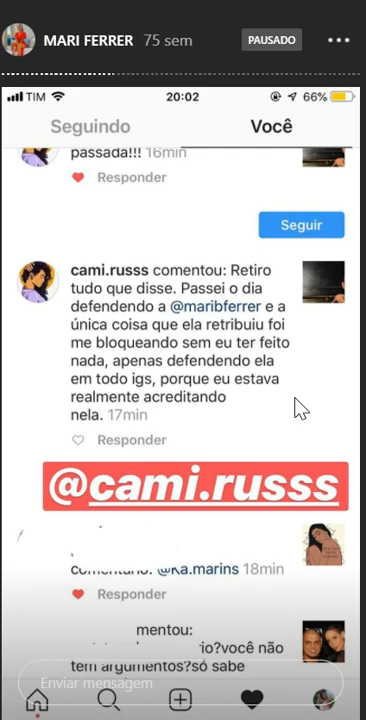 MARI FERRER 75 sem PAUSADO
TIM 20:02 66%
Seguindo Você
passada!!! 16min
Responder
Seguir
cami.russs comentou: Retiro
tudo que disse. Passei o dia
defendendo a @maribferrer e a
única coisa que ela retribuiu foi
me bloqueando sem eu ter feito
nada, apenas defendendo ela
em todo igs, porque eu estava
realmente acreditando
nela. 17min
Responder
@cami.russs
@ka.marins 18min
Responder
mentou:
rio?você não
tem argumentos?só sabe
Enviar mensagem